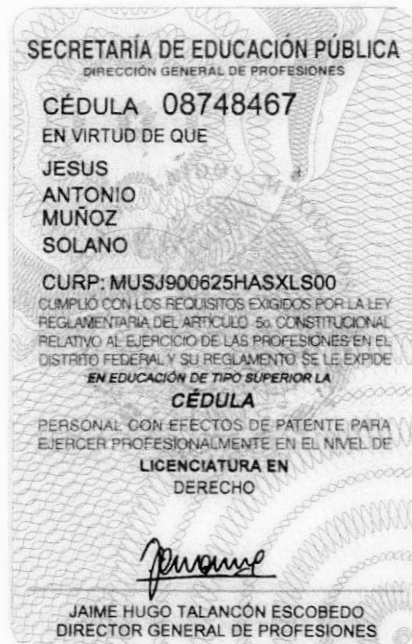 SECRETARÍA DE EDUCACIÓN PÚBLICA
DIRECCIÓN GENERAL DE PROFESIONES
CÉDULA 08748467
EN VIRTUD DE QUE
JESUS
ANTONIO
MUÑOZ
SOLANO
CURP: MUSJ900625HASXLS00
CUMPLIÓ CON LOS REQUISITOS EXIGIDOS POR LA LEY
REGLAMENTARIA DEL ARTÍCULO 5o. CONSTITUCIONAL
RELATIVO AL EJERCICIO DE LAS PROFESIONES EN EL
DISTRITO FEDERAL Y SU REGLAMENTO SE LE EXPIDE
EN EDUCACIÓN DE TIPO SUPERIOR LA
CÉDULA
PERSONAL CON EFECTOS DE PATENTE PARA
EJERCER PROFESIONALMENTE EN EL NIVEL DE
LICENCIATURA EN
DERECHO
JAIME HUGO TALANCÓN ESCOBEDO
DIRECTOR GENERAL DE PROFESIONES